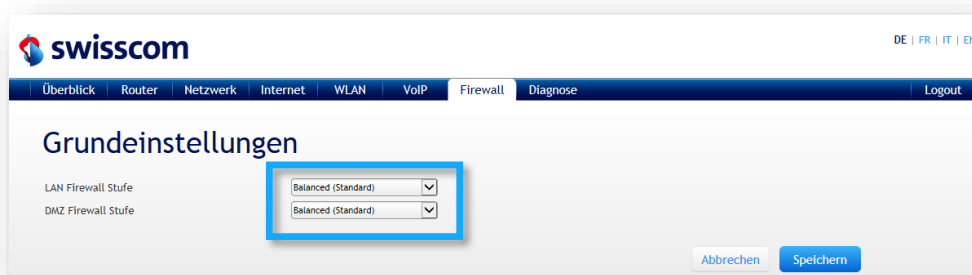 swisscom
DE | FR | IT | EN
Überblick Router Netzwerk Internet WLAN VoIP Firewall Diagnose Logout
Grundeinstellungen
LAN Firewall Stufe Balanced (Standard)
DMZ Firewall Stufe Balanced (Standard)
Abbrechen Speichern